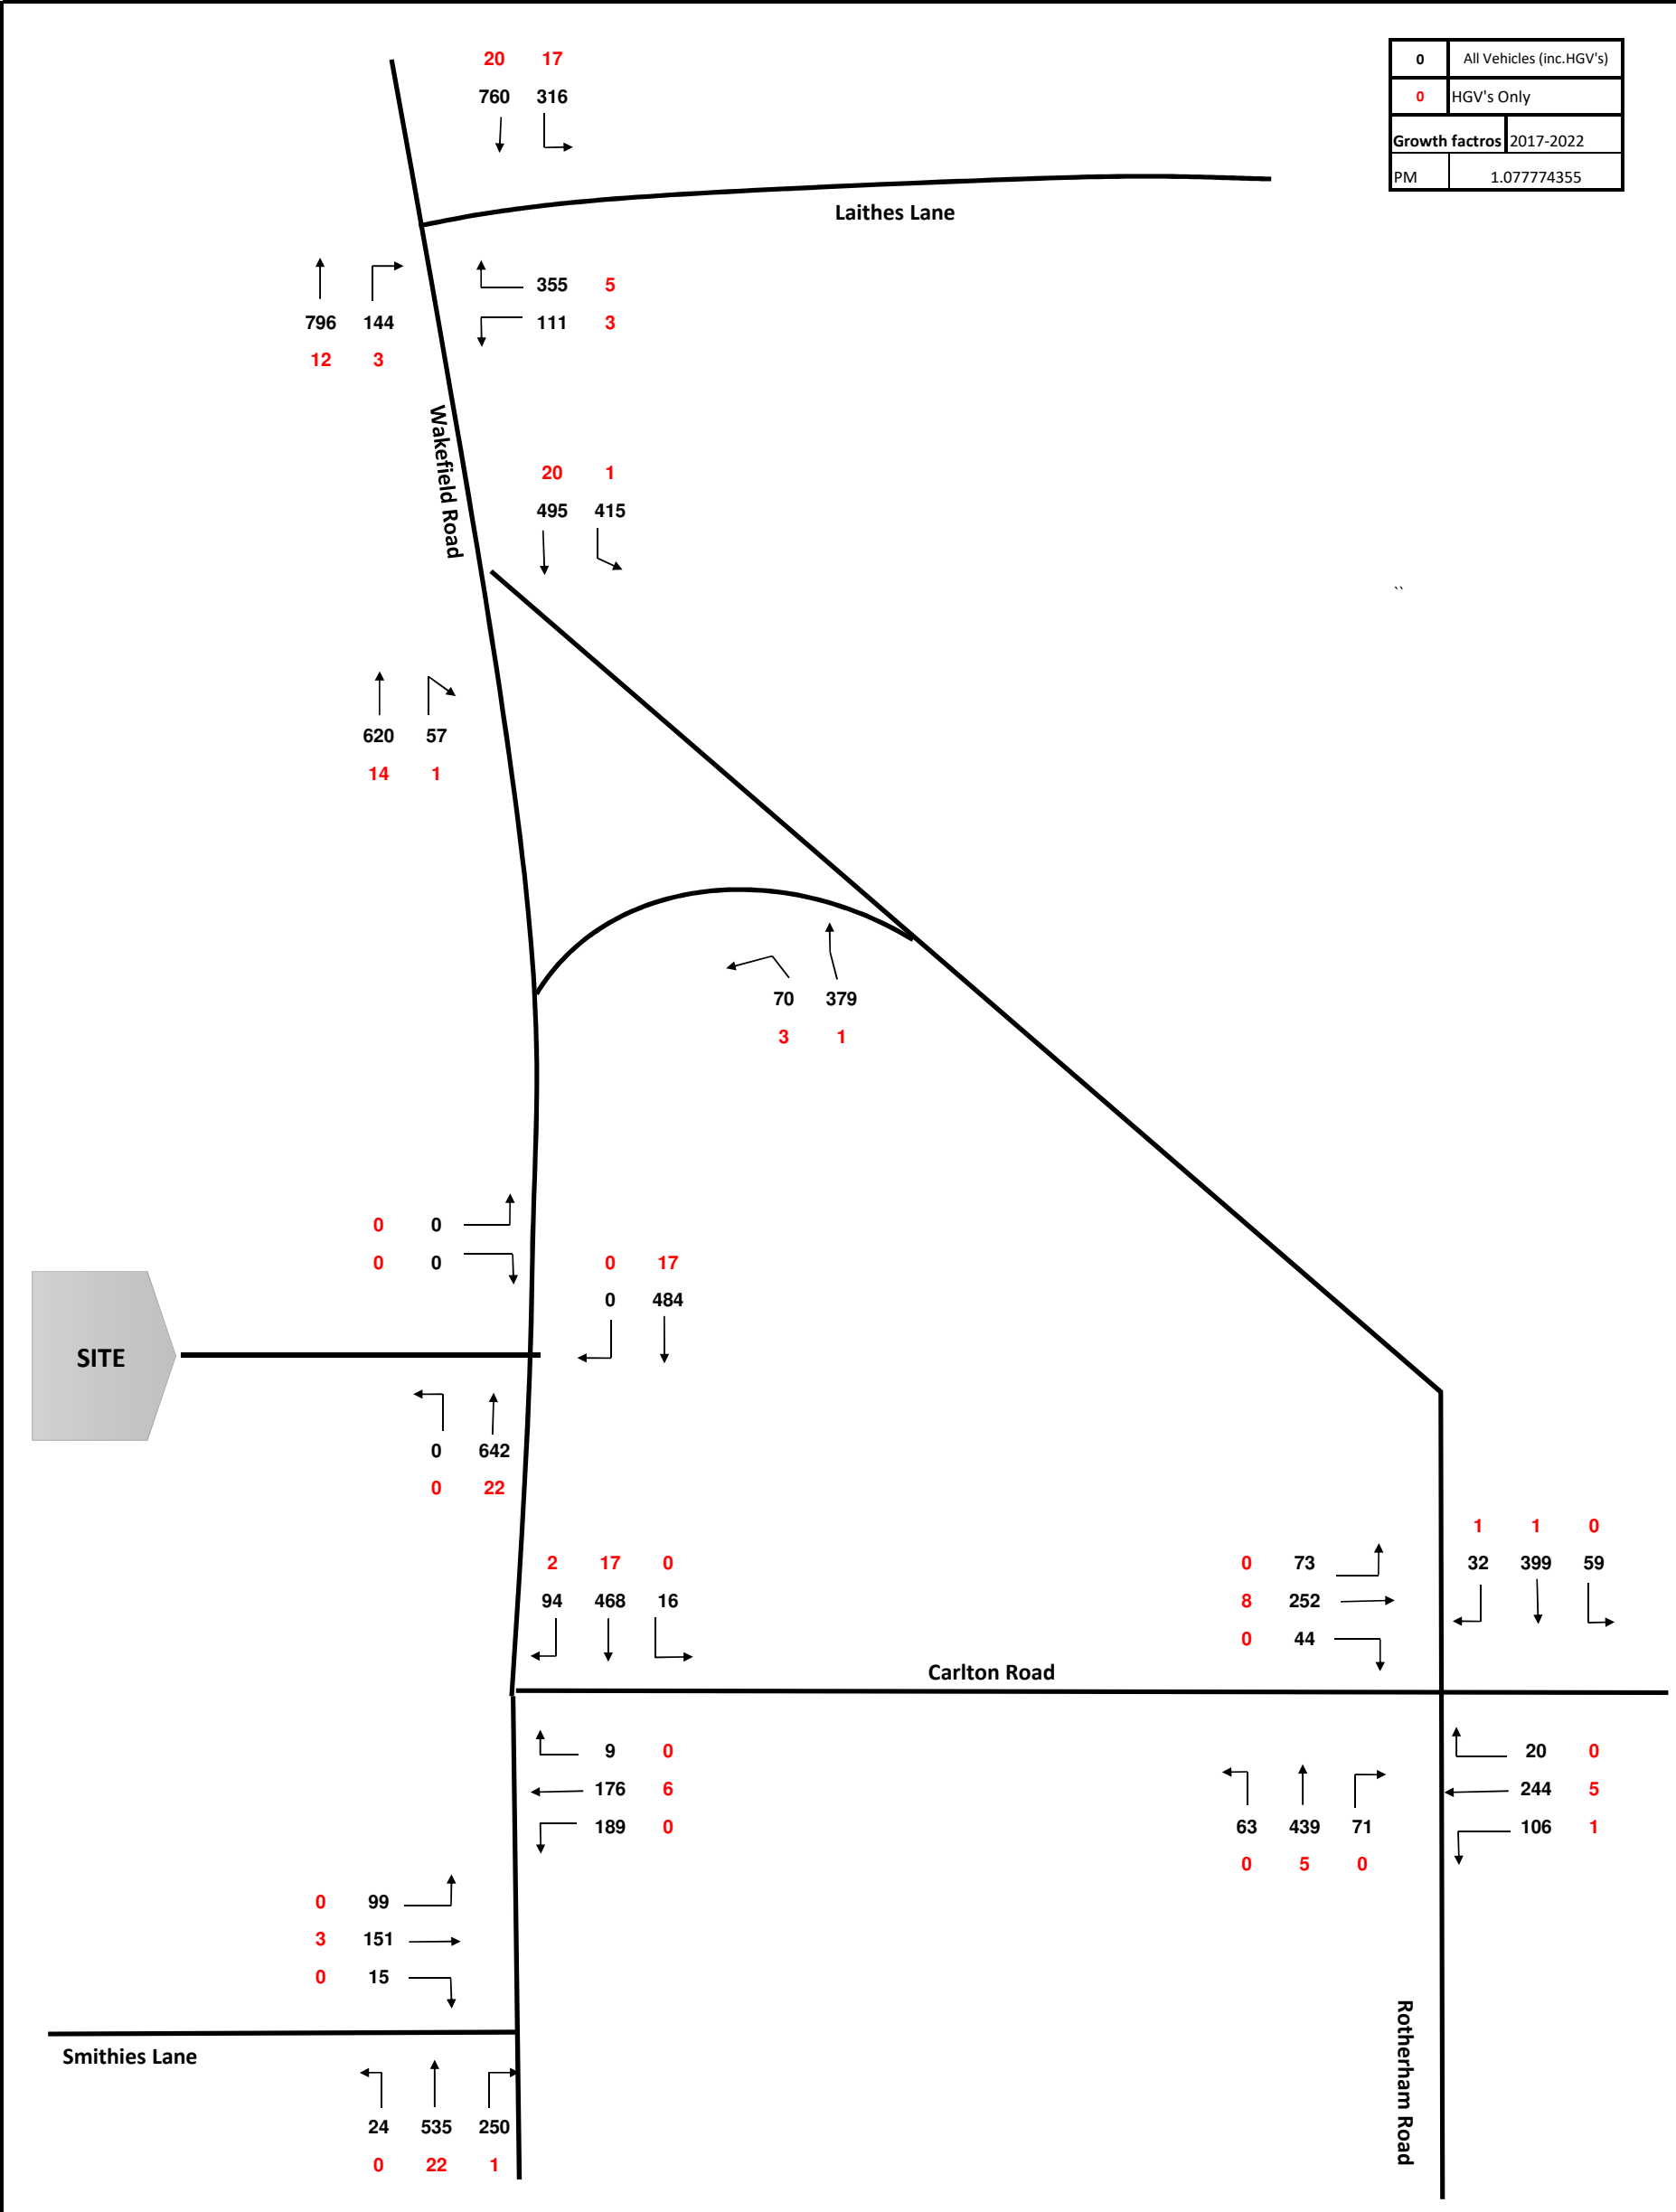 20 17
760 316
0 All Vehicles (inc.HGV's)
0 HGV's Only
Growth factros 2017-2022
PM 1.077774355
Laithes Lane
355 5
796 144 111 3
12 3
Wakefield Road
20 1
495 415
``
620 57
14 1
70 379
3 1
0 0
0 0
0 17
0 484
SITE
0 642
0 22
2 17 0
94 468 16
0 73
8 252
0 44
1 1 0
32 399 59
Carlton Road
9 0
176 6
189 0
63 439 71
0 5 0
20 0
244 5
106 1
0 99
3 151
0 15
Smithies Lane
24 535 250
0 22 1
Rotherham Road